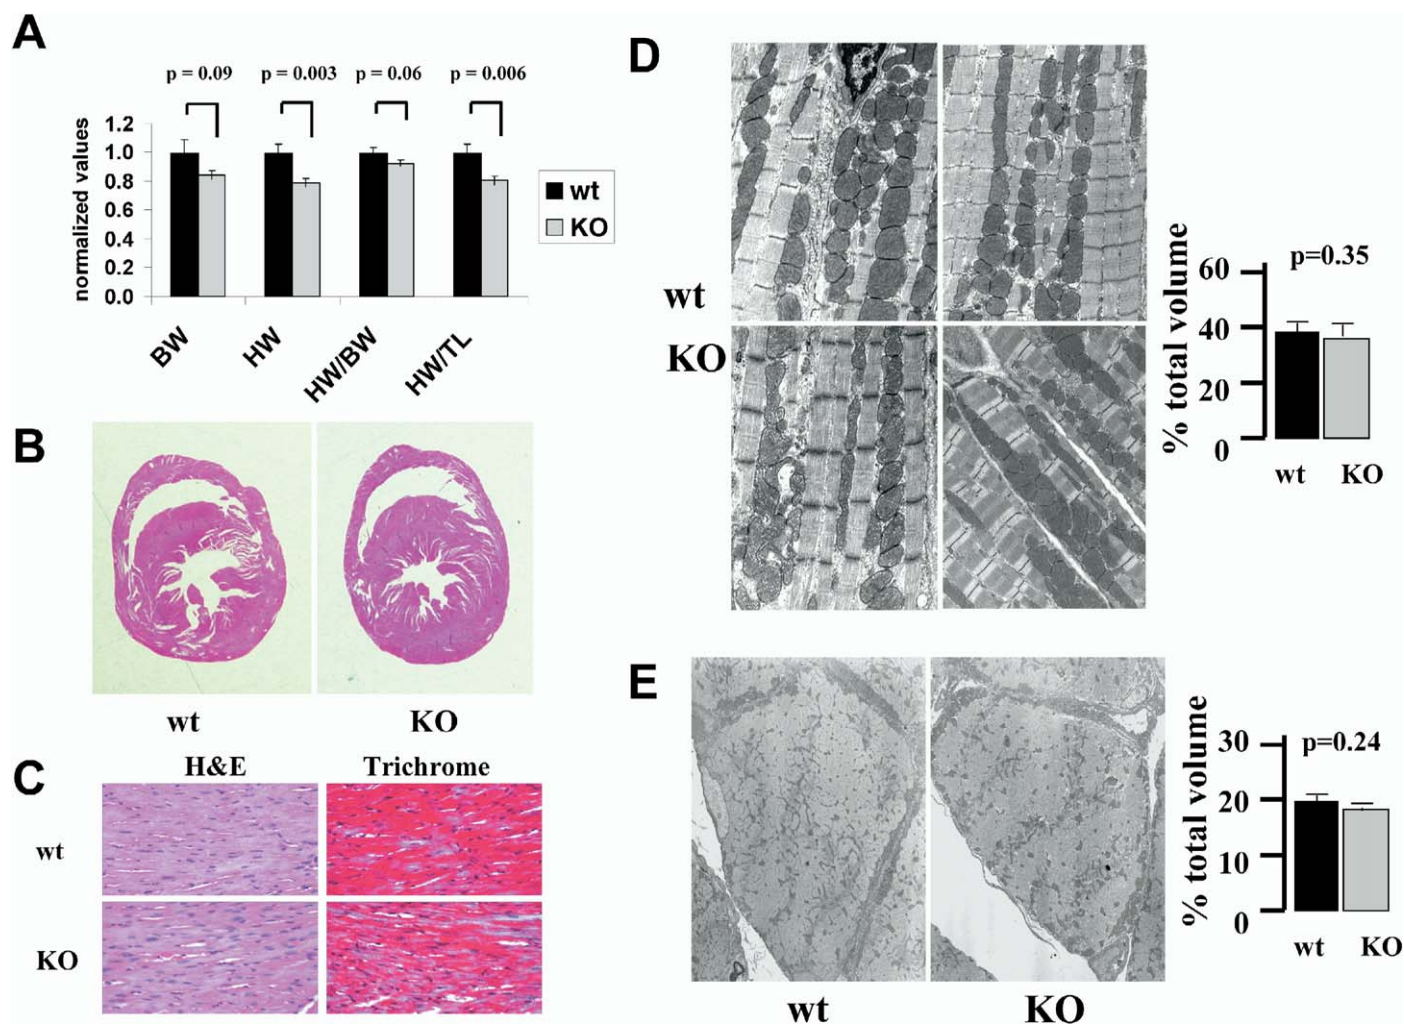 A
p = 0.09 p = 0.003 p = 0.06 p = 0.006
normalized values
1.2
1.0
0.8
0.6
0.4
0.2
0.0
wt
KO
BW HW HW/BW HW/TL
B
wt KO
C
H&E Trichrome
wt
KO
D
wt
KO
% total volume
p=0.35
60
40
20
0
wt KO
E
wt KO
% total volume
p=0.24
30
20
10
0
wt KO